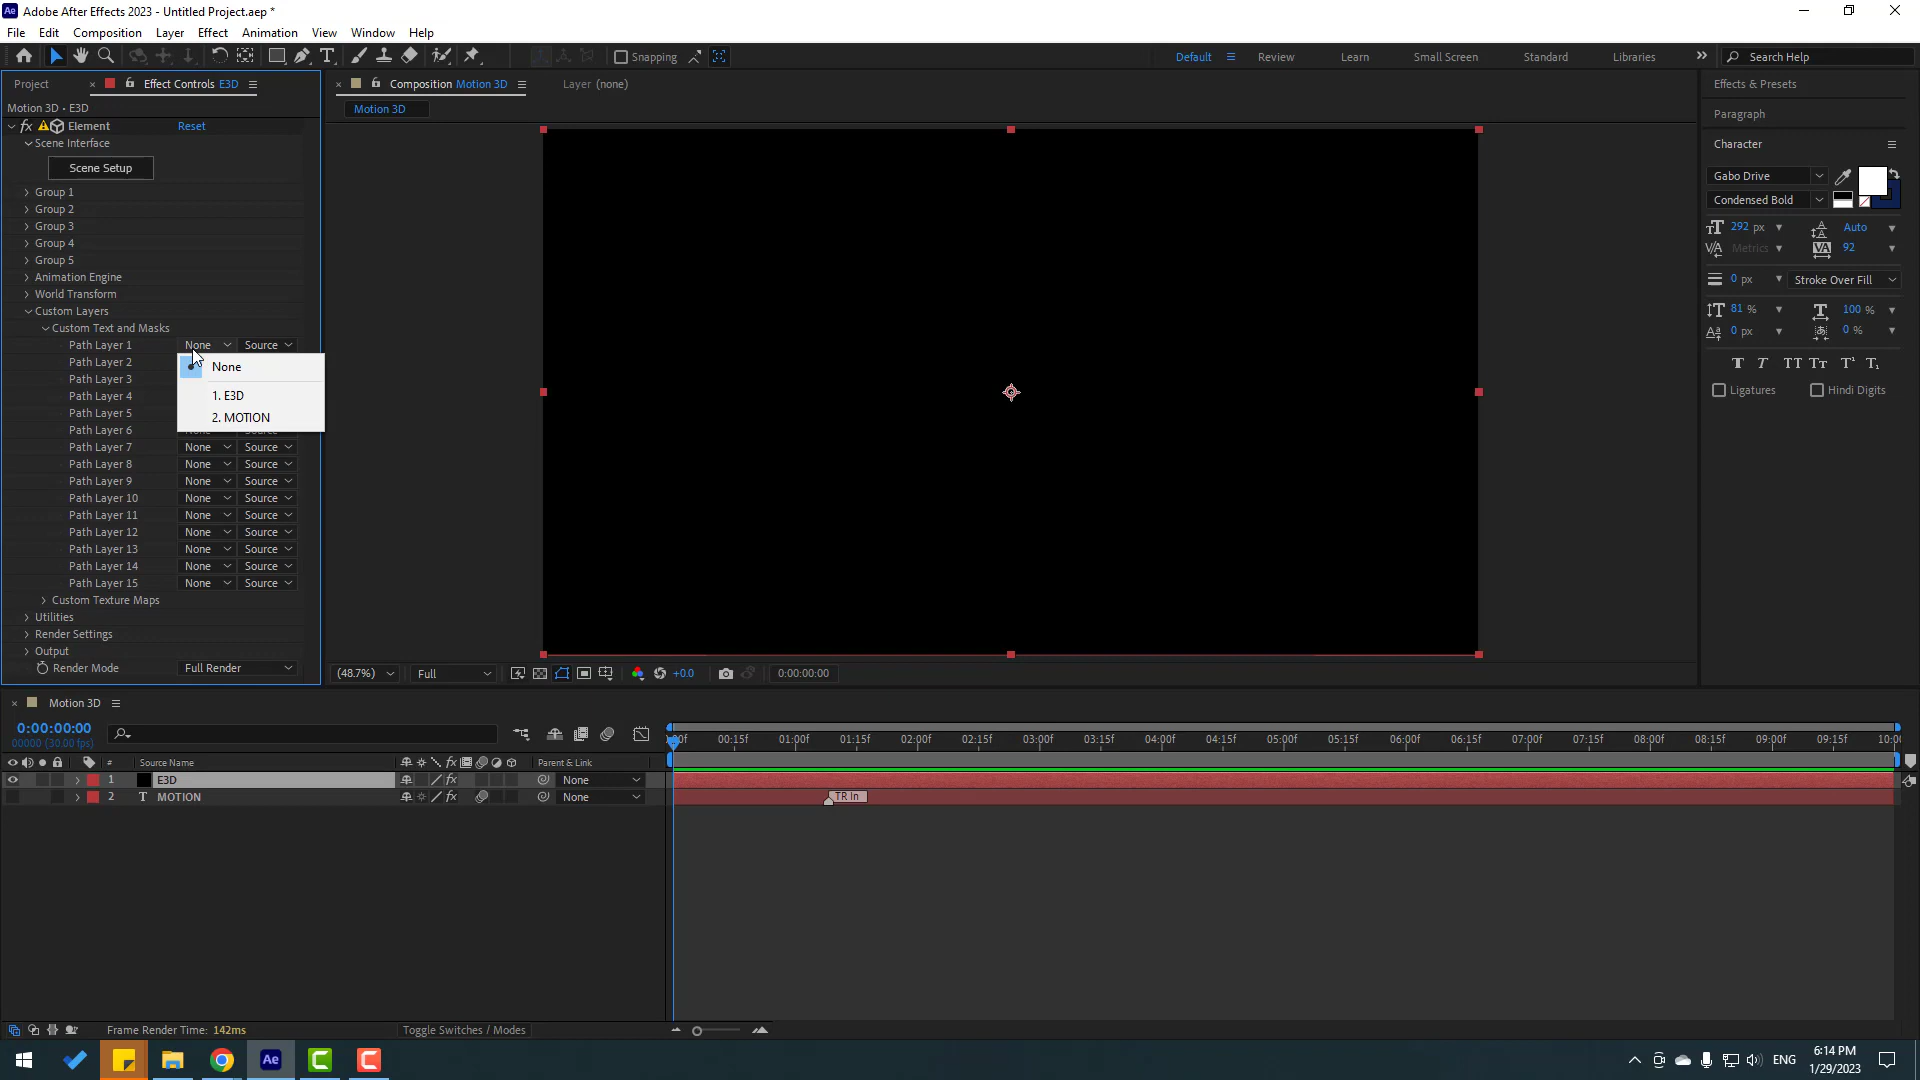 Adobe After Effects 2023 - Untitled Project.aep *
File Edit Composition Layer Effect Animation View Window Help
Snapping Default Review Learn Small Screen Standard Libraries Search Help
Project Effect Controls E3D
Composition Motion 3D Layer (none)
Effects & Presets
Motion 3D • E3D
Motion 3D
Paragraph
fx Element Reset
Scene Interface
Character
Scene Setup
Gabo Drive
Group 1
Condensed Bold
Group 2
Group 3
292 px Auto
Group 4
Metrics 92
Group 5
Animation Engine
0 px Stroke Over Fill
World Transform
Custom Layers
81 % 100 %
Custom Text and Masks
0 px 0 %
Path Layer 1 None Source
Path Layer 2
None
Path Layer 3
Path Layer 4
1. E3D
Path Layer 5
2. MOTION
Path Layer 6
Ligatures Hindi Digits
Path Layer 7 None Source
Path Layer 8 None Source
Path Layer 9 None Source
Path Layer 10 None Source
Path Layer 11 None Source
Path Layer 12 None Source
Path Layer 13 None Source
Path Layer 14 None Source
Path Layer 15 None Source
Custom Texture Maps
Utilities
Render Settings
Output
Render Mode Full Render
(48.7%) Full +0.0 0:00:00:00
Motion 3D
0:00:00:00
00000 (30.00 fps)
00f 00:15f 01:00f 01:15f 02:00f 02:15f 03:00f 03:15f 04:00f 04:15f 05:00f 05:15f 06:00f 06:15f 07:00f 07:15f 08:00f 08:15f 09:00f 09:15f 10:0
# Source Name Parent & Link
1 E3D None
2 T MOTION None TR In
Frame Render Time: 142ms Toggle Switches / Modes
Ae ENG 6:14 PM
1/29/2023